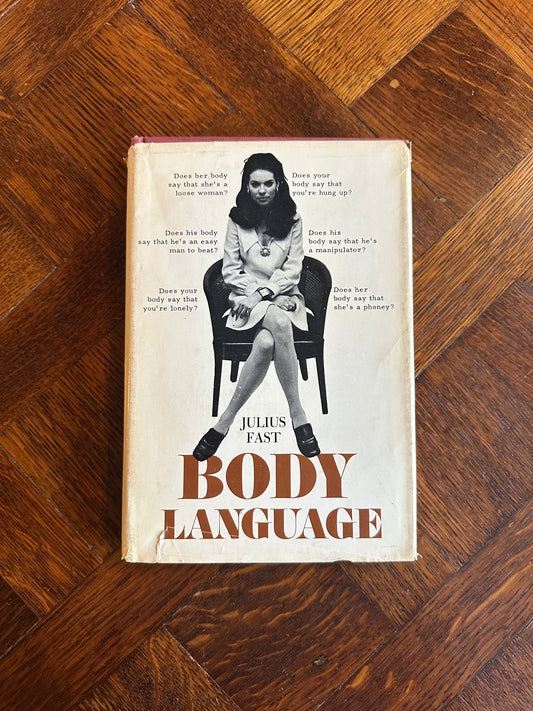 Does her body
say that she's a
loose woman?
Does your
body say that
you're hung up?
Does his body
say that he's an easy
man to beat?
Does his
body say that he's
a manipulator?
Does your
body say that
you're lonely?
Does her
body say that
she's a phoney?
JULIUS
FAST
BODY
LANGUAGE